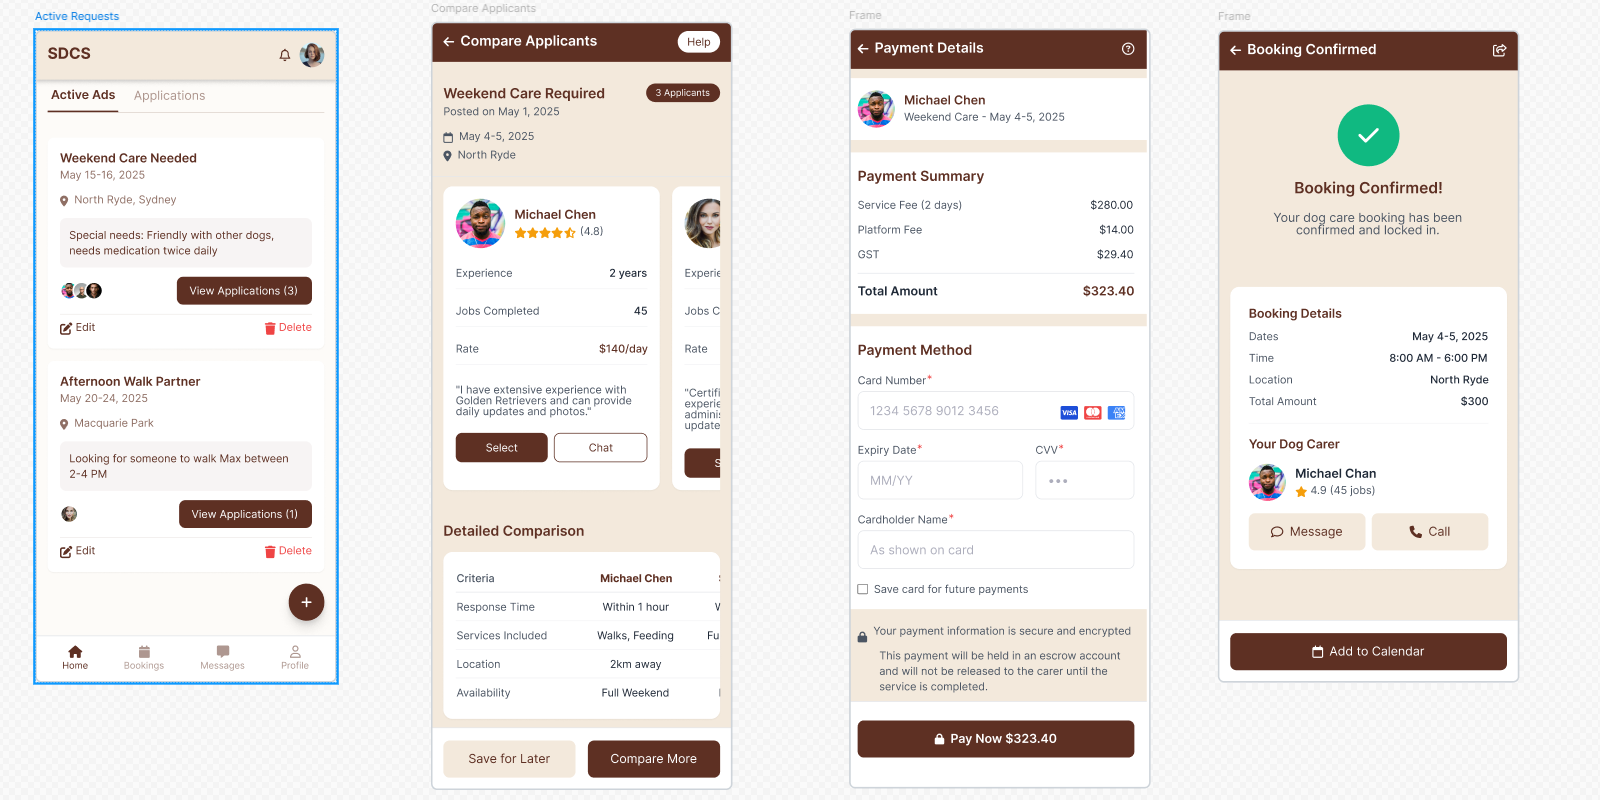 Active Requests
SDCS
Active Ads
Applications
Weekend Care Needed
May 15-16, 2025
North Ryde, Sydney
Special needs: Friendly with other dogs,
needs medication twice daily
View Applications (3)
Edit
Delete
Afternoon Walk Partner
May 20-24, 2025
Macquarie Park
Looking for someone to walk Max between
2-4 PM
View Applications (1)
Edit
Delete
+
Home
Bookings
Messages
Profile
Compare Applicants
Compare Applicants
Help
Weekend Care Required
3 Applicants
Posted on May 1, 2025
May 4-5, 2025
North Ryde
Michael Chen
(4.8)
Experience
2 years
Jobs Completed
45
Rate
$140/day
"I have extensive experience with
Golden Retrievers and can provide
daily updates and photos."
Select
Chat
Experie
Jobs C
Rate
"Certifi
experie
adminis
update
S
Detailed Comparison
Criteria
Michael Chen
Response Time
Within 1 hour
Services Included
Walks, Feeding
Fu
Location
2km away
Availability
Full Weekend
Save for Later
Compare More
Frame
Payment Details
Michael Chen
Weekend Care - May 4-5, 2025
Payment Summary
Service Fee (2 days)
$280.00
Platform Fee
$14.00
GST
$29.40
Total Amount
$323.40
Payment Method
Card Number*
1234 5678 9012 3456
VISA
Expiry Date*
CVV*
MM/YY
•••
Cardholder Name*
As shown on card
Save card for future payments
Your payment information is secure and encrypted
This payment will be held in an escrow account
and will not be released to the carer until the
service is completed.
Pay Now $323.40
Frame
Booking Confirmed
Booking Confirmed!
Your dog care booking has been
confirmed and locked in.
Booking Details
Dates
May 4-5, 2025
Time
8:00 AM - 6:00 PM
Location
North Ryde
Total Amount
$300
Your Dog Carer
Michael Chan
4.9 (45 jobs)
Message
Call
Add to Calendar